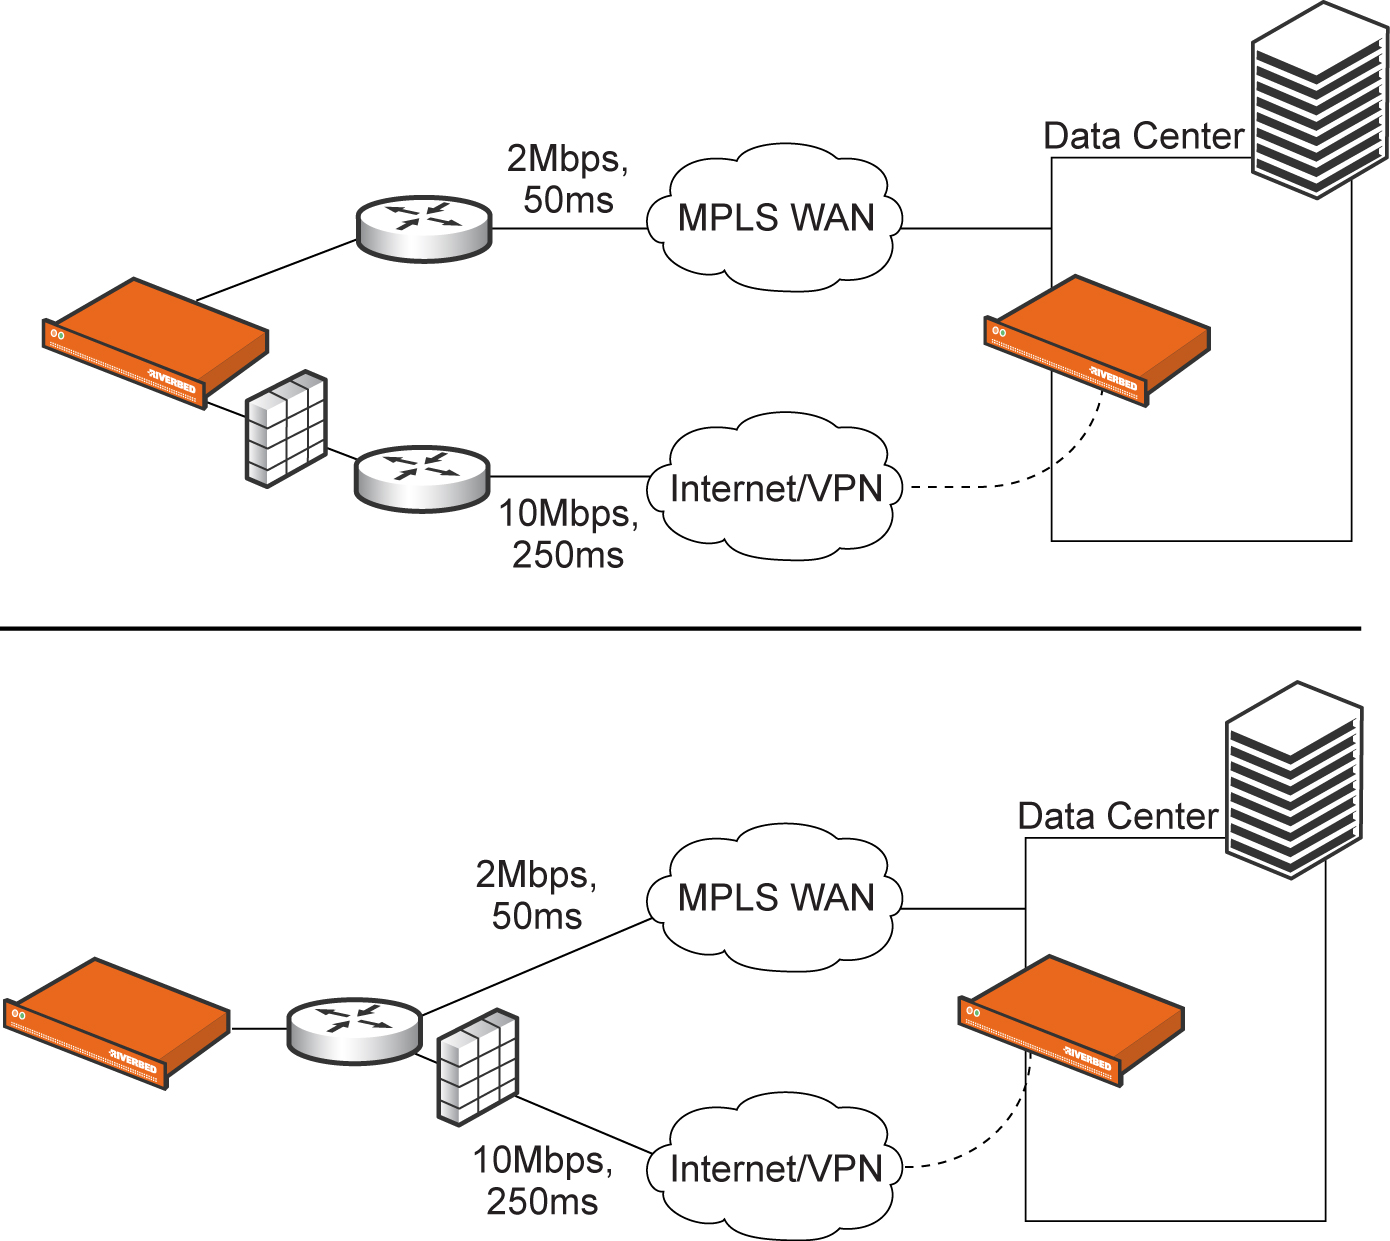 Data Center
2Mbps,
50ms
MPLS WAN
RIVERBED
RIVERBED
Internet/VPN
10Mbps,
250ms
Data Center
2Mbps,
50ms
MPLS WAN
RIVERBED
RIVERBED
10Mbps,
250ms
Internet/VPN